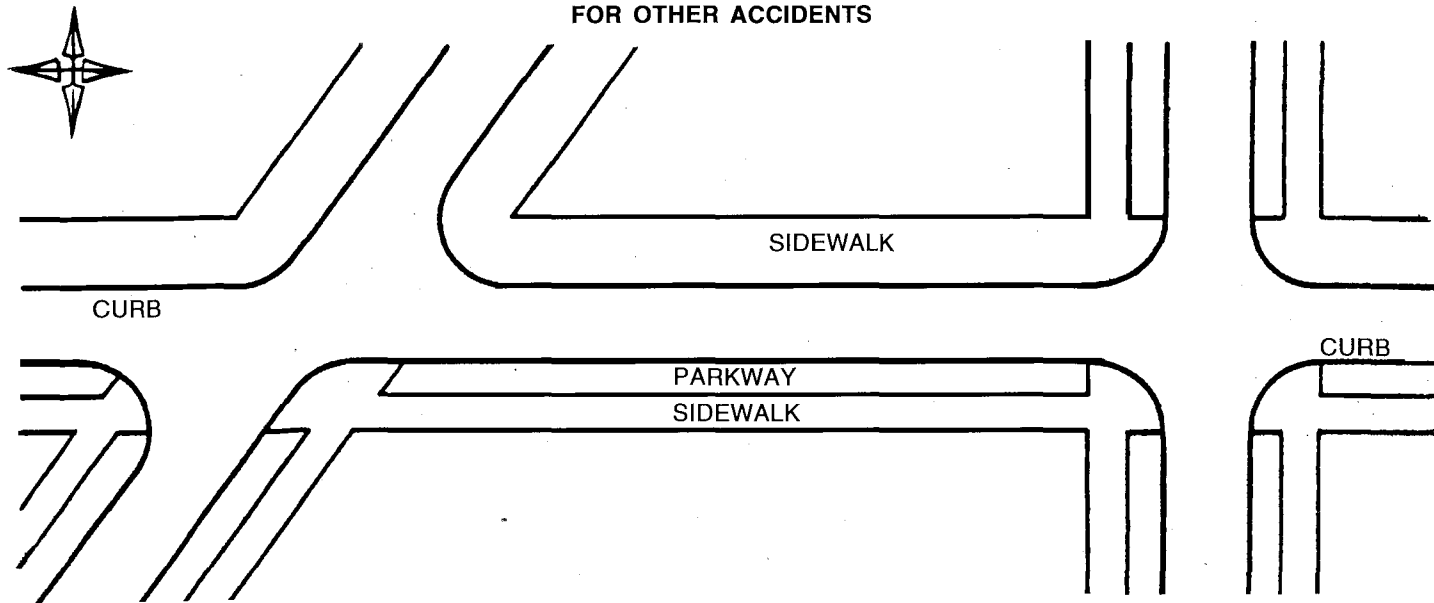 FOR OTHER ACCIDENTS
SIDEWALK
CURB
CURB
PARKWAY
SIDEWALK